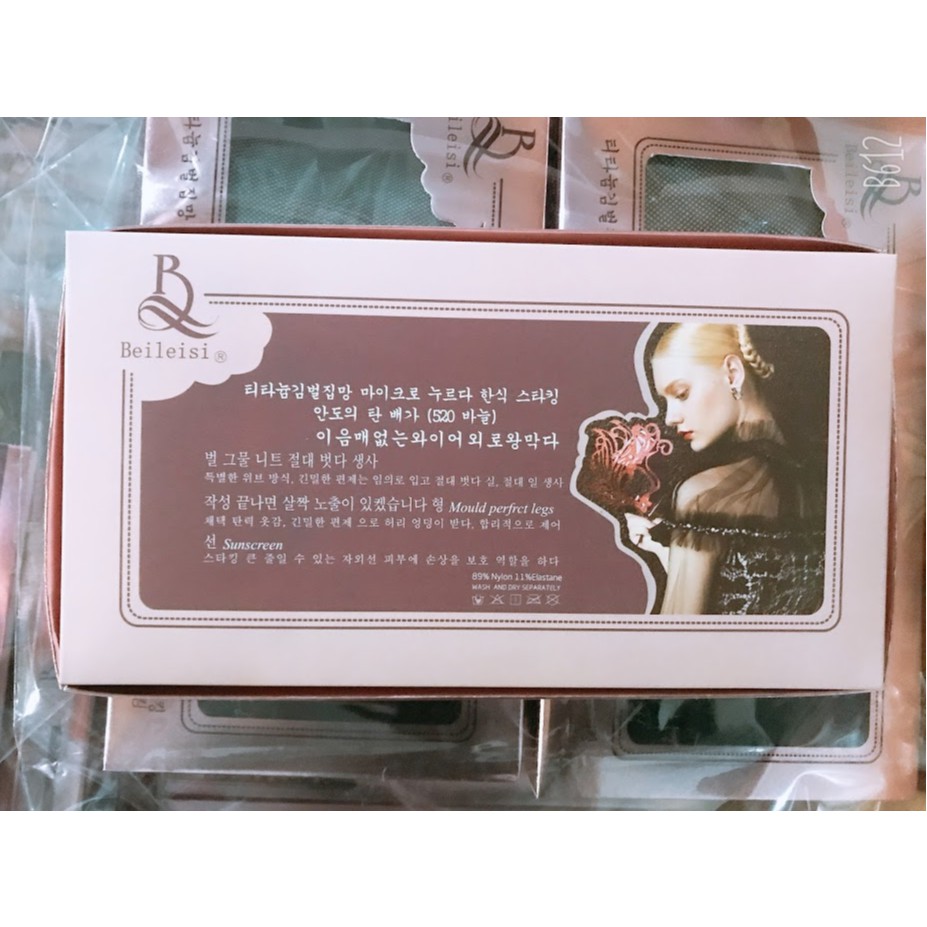 B
Beileisi ®
티타늅김벌집망 마이크로 누르다 한식 스타킹
안도의 탄 배가 (520 바늘)
이음매없는와이어외로왕막다
벌 그물 니트 절대 벗다 생사
특별한 위브 방식, 긴밀한 편제는 임의로 입고 절대 벗다 실, 절대 일 생사
작성 끝나면 살짝 노출이 있켔습니다 형 Mould perfrct legs
채택 탄력 옷감, 긴밀한 편제 으로 허리 엉덩이 받다, 합리적으로 제어
선 Sunscreen
스타킹 큰 줄일 수 있는 자외선 피부에 손상을 보호 역할을 하다
89% Nylon 11%Elastane
WASH AND DRY SEPARATELY
Beileisi
B612